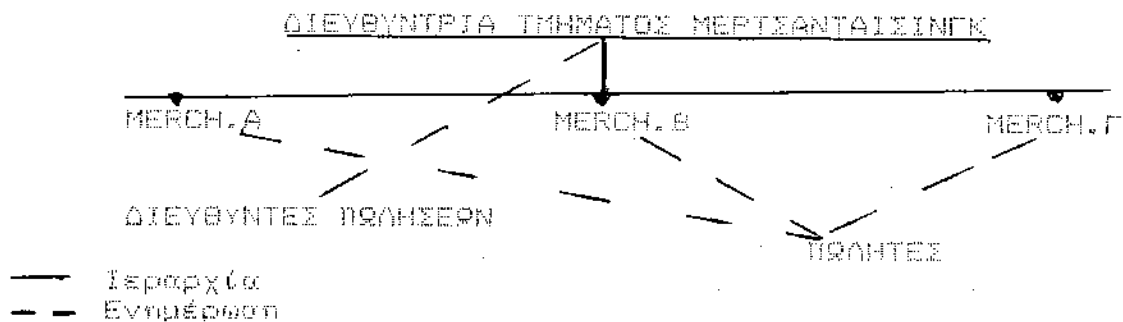 ΔΙΕΥΘΥΝΤΡΙΑ ΤΜΗΜΑΤΟΣ ΜΕΡΤΣΑΝΤΑΙΣΙΝΓΚ
MERCH.A MERCH.B MERCH.Γ
ΔΙΕΥΘΥΝΤΕΣ ΠΩΛΗΣΕΩΝ
ΠΩΛΗΤΕΣ
Ιεραρχία
Ενημέρωση